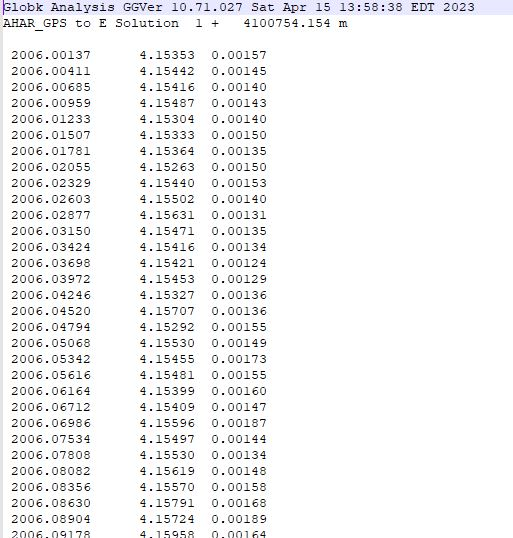 Globk Analysis GGVer 10.71.027 Sat Apr 15 13:58:38 EDT 2023
AHAR_GPS to E Solution  1 +   4100754.154 m
2006.00137       4.15353  0.00157
2006.00411       4.15442  0.00145
2006.00685       4.15416  0.00140
2006.00959       4.15487  0.00143
2006.01233       4.15304  0.00140
2006.01507       4.15333  0.00150
2006.01781       4.15364  0.00135
2006.02055       4.15263  0.00150
2006.02329       4.15440  0.00153
2006.02603       4.15502  0.00140
2006.02877       4.15631  0.00131
2006.03150       4.15471  0.00135
2006.03424       4.15416  0.00134
2006.03698       4.15421  0.00124
2006.03972       4.15453  0.00129
2006.04246       4.15327  0.00136
2006.04520       4.15707  0.00136
2006.04794       4.15292  0.00155
2006.05068       4.15530  0.00149
2006.05342       4.15455  0.00173
2006.05616       4.15481  0.00155
2006.06164       4.15399  0.00160
2006.06712       4.15409  0.00147
2006.06986       4.15596  0.00187
2006.07534       4.15497  0.00144
2006.07808       4.15530  0.00134
2006.08082       4.15619  0.00148
2006.08356       4.15570  0.00158
2006.08630       4.15791  0.00168
2006.08904       4.15724  0.00189
2006.09178       4.15958  0.00164